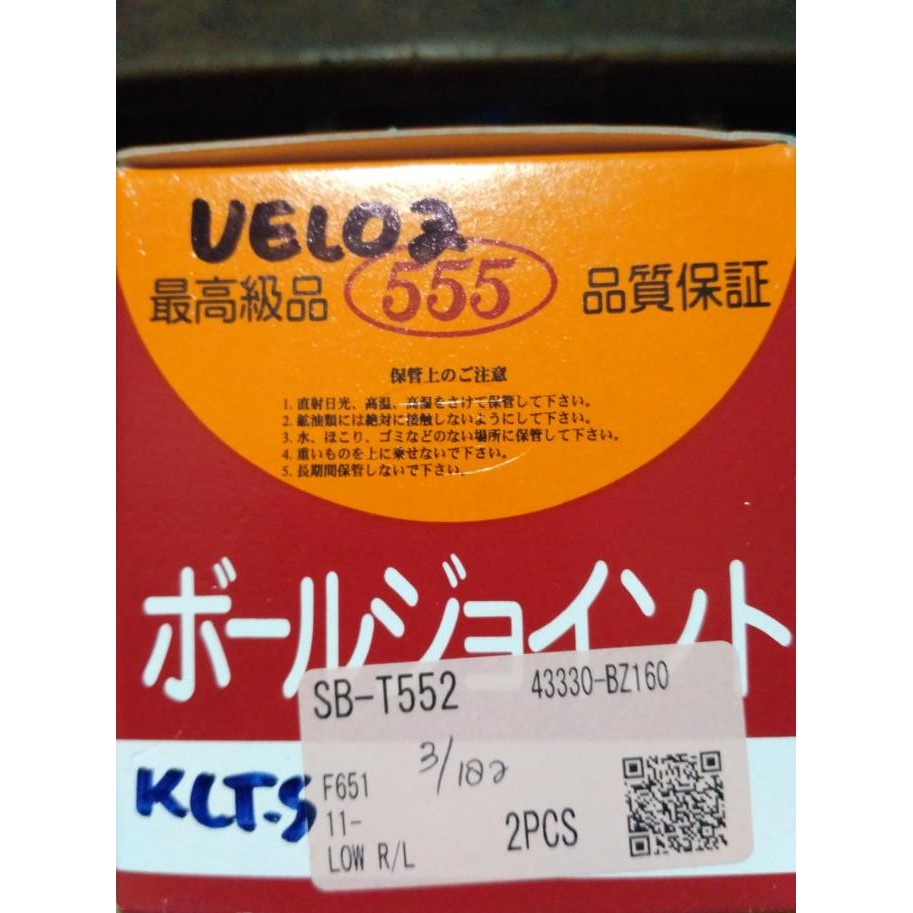 VELOZ
最高級品 555 品質保証
保管上のご注意
1. 直射日光、高温、高湿をさけて保管して下さい。
2. 鉱油類には絶対に接触しないようにして下さい。
3. 水、ほこり、ゴミなどのない場所に保管して下さい。
4. 重いものを上に乗せないで下さい。
5. 長期間保管しないで下さい。
ボールジョイント
SB-T552 43330-BZ160
3/182
F651
11-
LOW R/L
2PCS
KLT-S